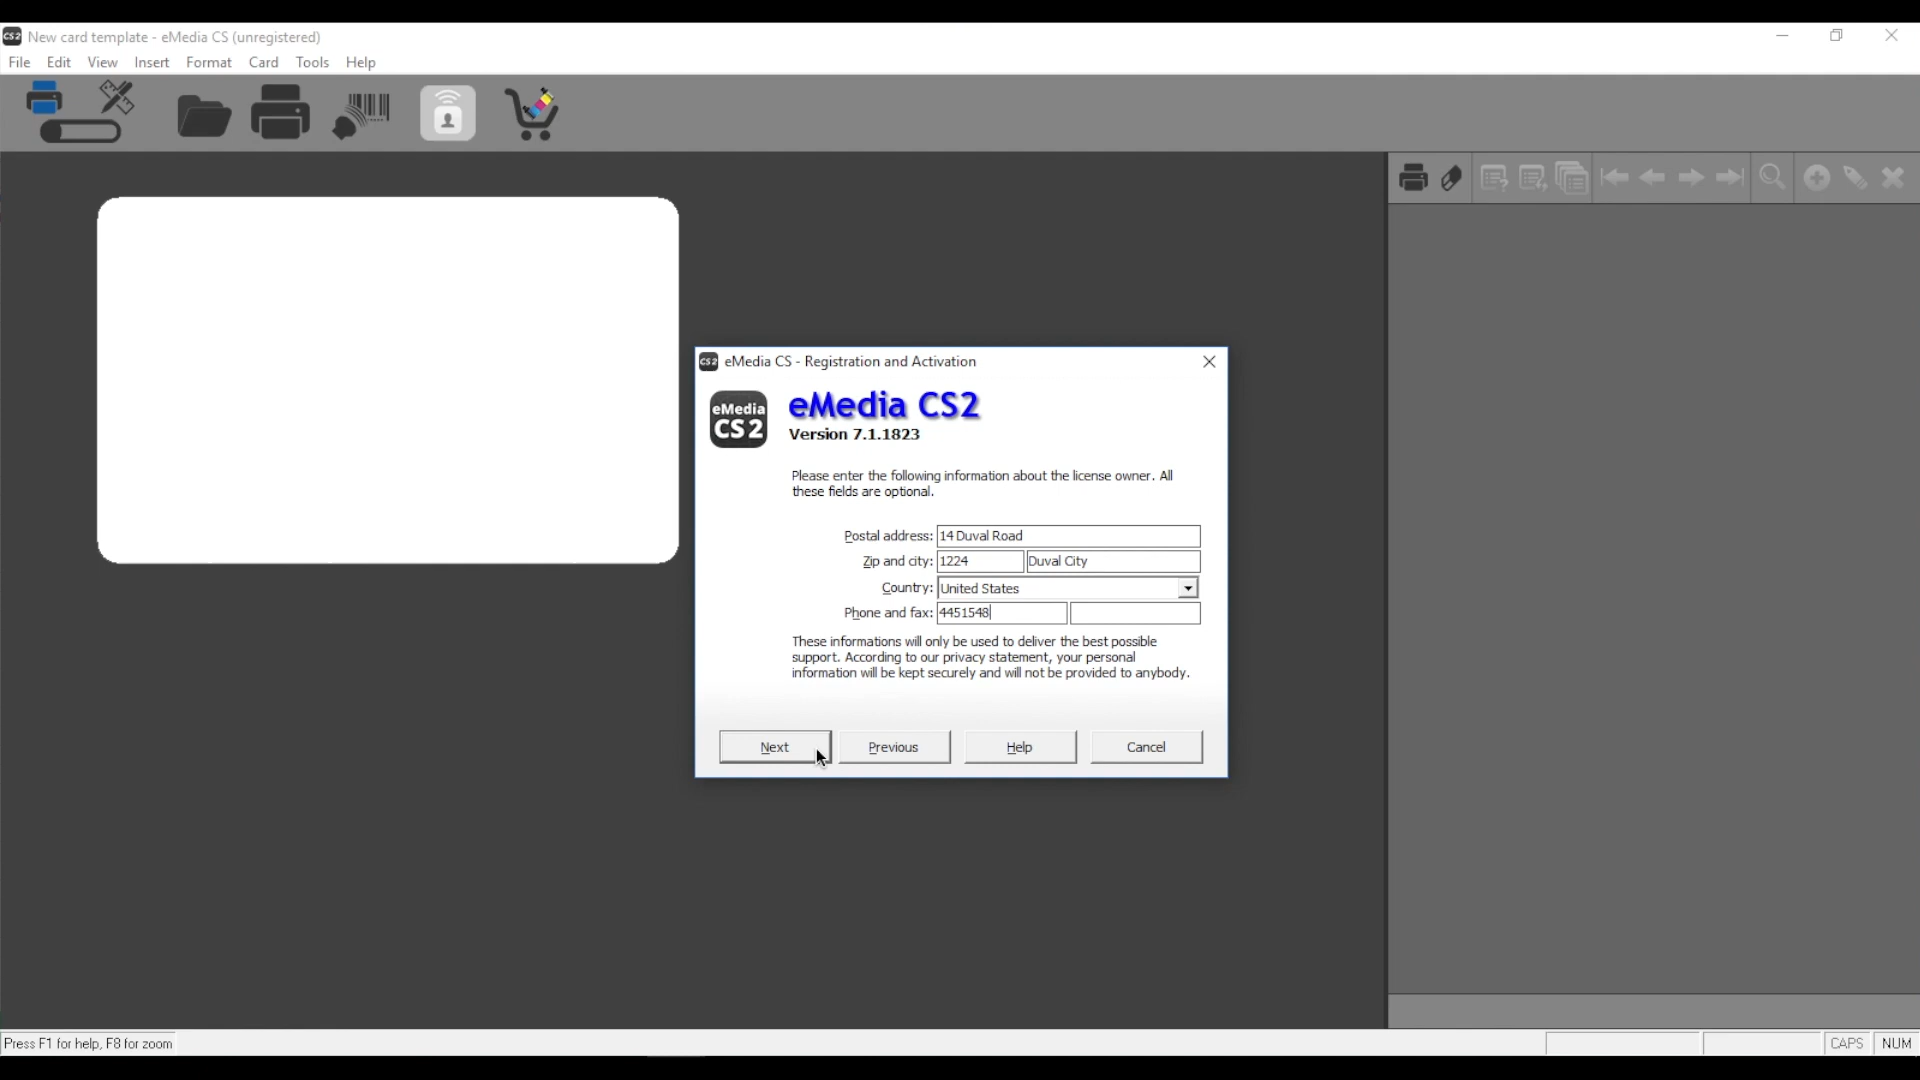 CS2 New card template - eMedia CS (unregistered)
File Edit View Insert Format Card Tools Help
CS2 eMedia CS - Registration and Activation
eMedia
CS2
eMedia CS2
Version 7.1.1823
Please enter the following information about the license owner. All
these fields are optional.
Postal address: 14 Duval Road
Zip and city: 1224 Duval City
Country: United States
Phone and fax: 4451548
These informations will only be used to deliver the best possible
support. According to our privacy statement, your personal
information will be kept securely and will not be provided to anybody.
Next Previous Help Cancel
Press F1 for help, F8 for zoom CAPS NUM